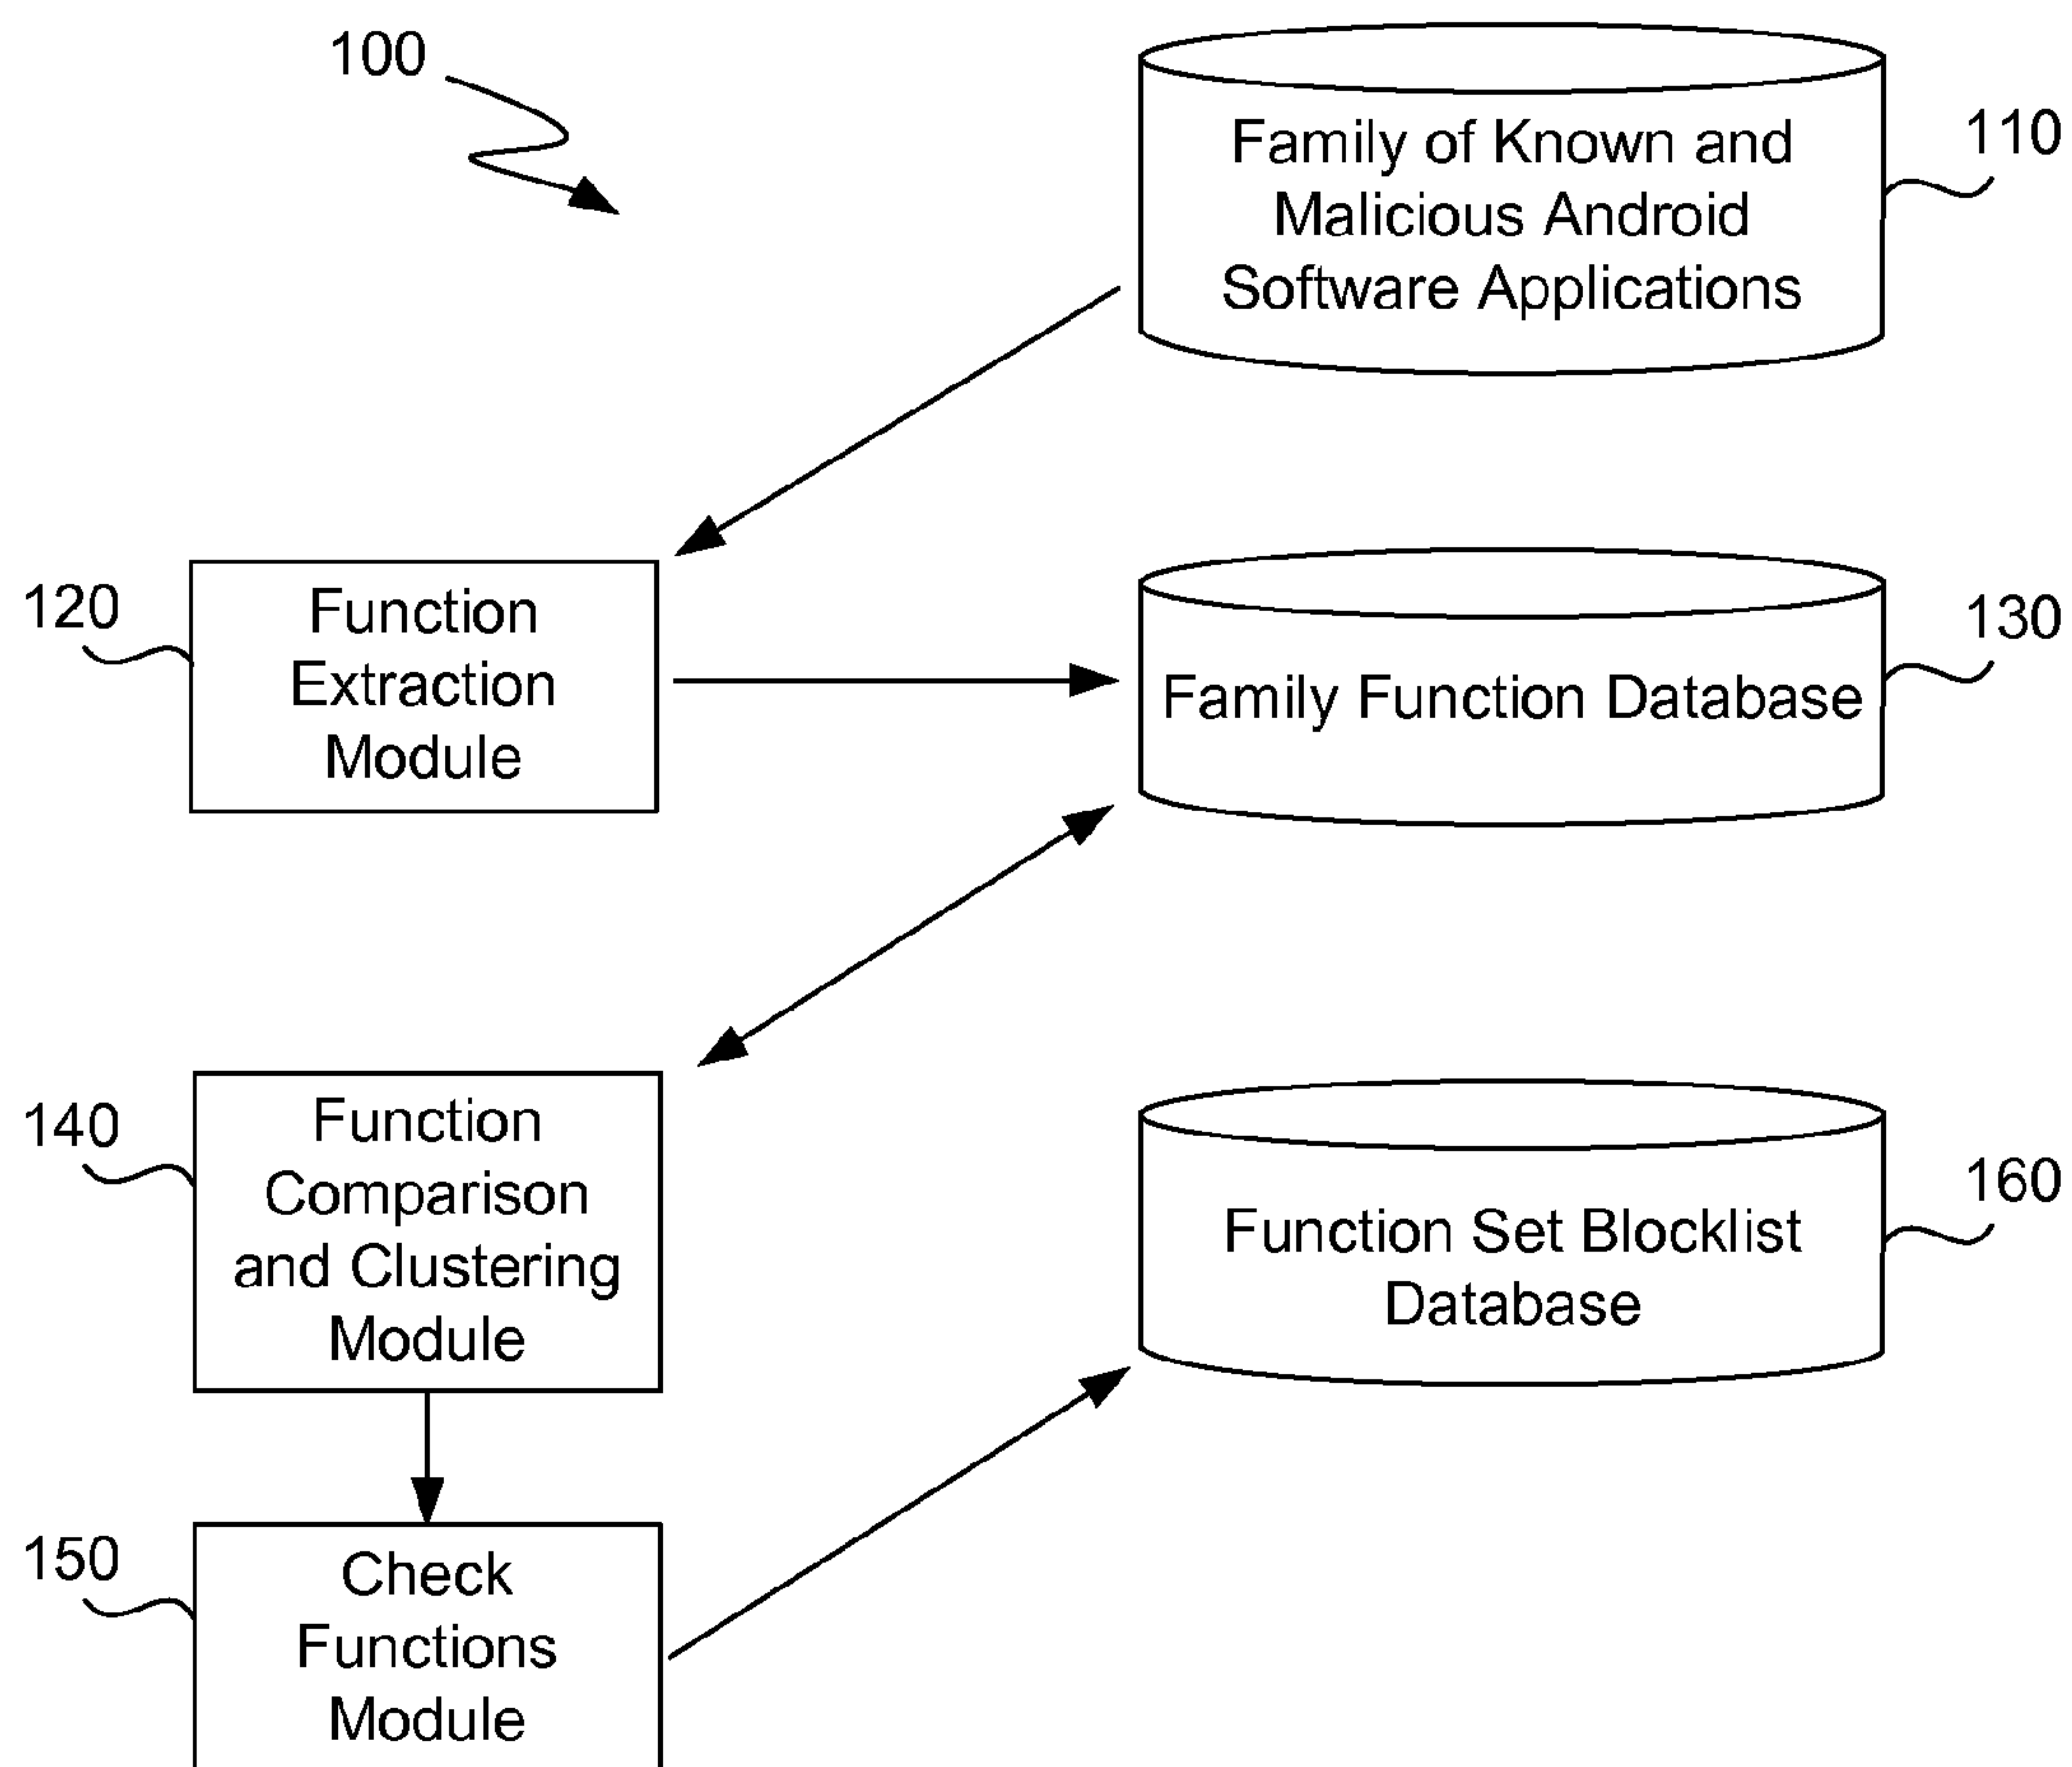 100
Family of Known and
Malicious Android
Software Applications
110
120
Function
Extraction
Module
Family Function Database
130
140
Function
Comparison
and Clustering
Module
Function Set Blocklist
Database
160
150
Check
Functions
Module